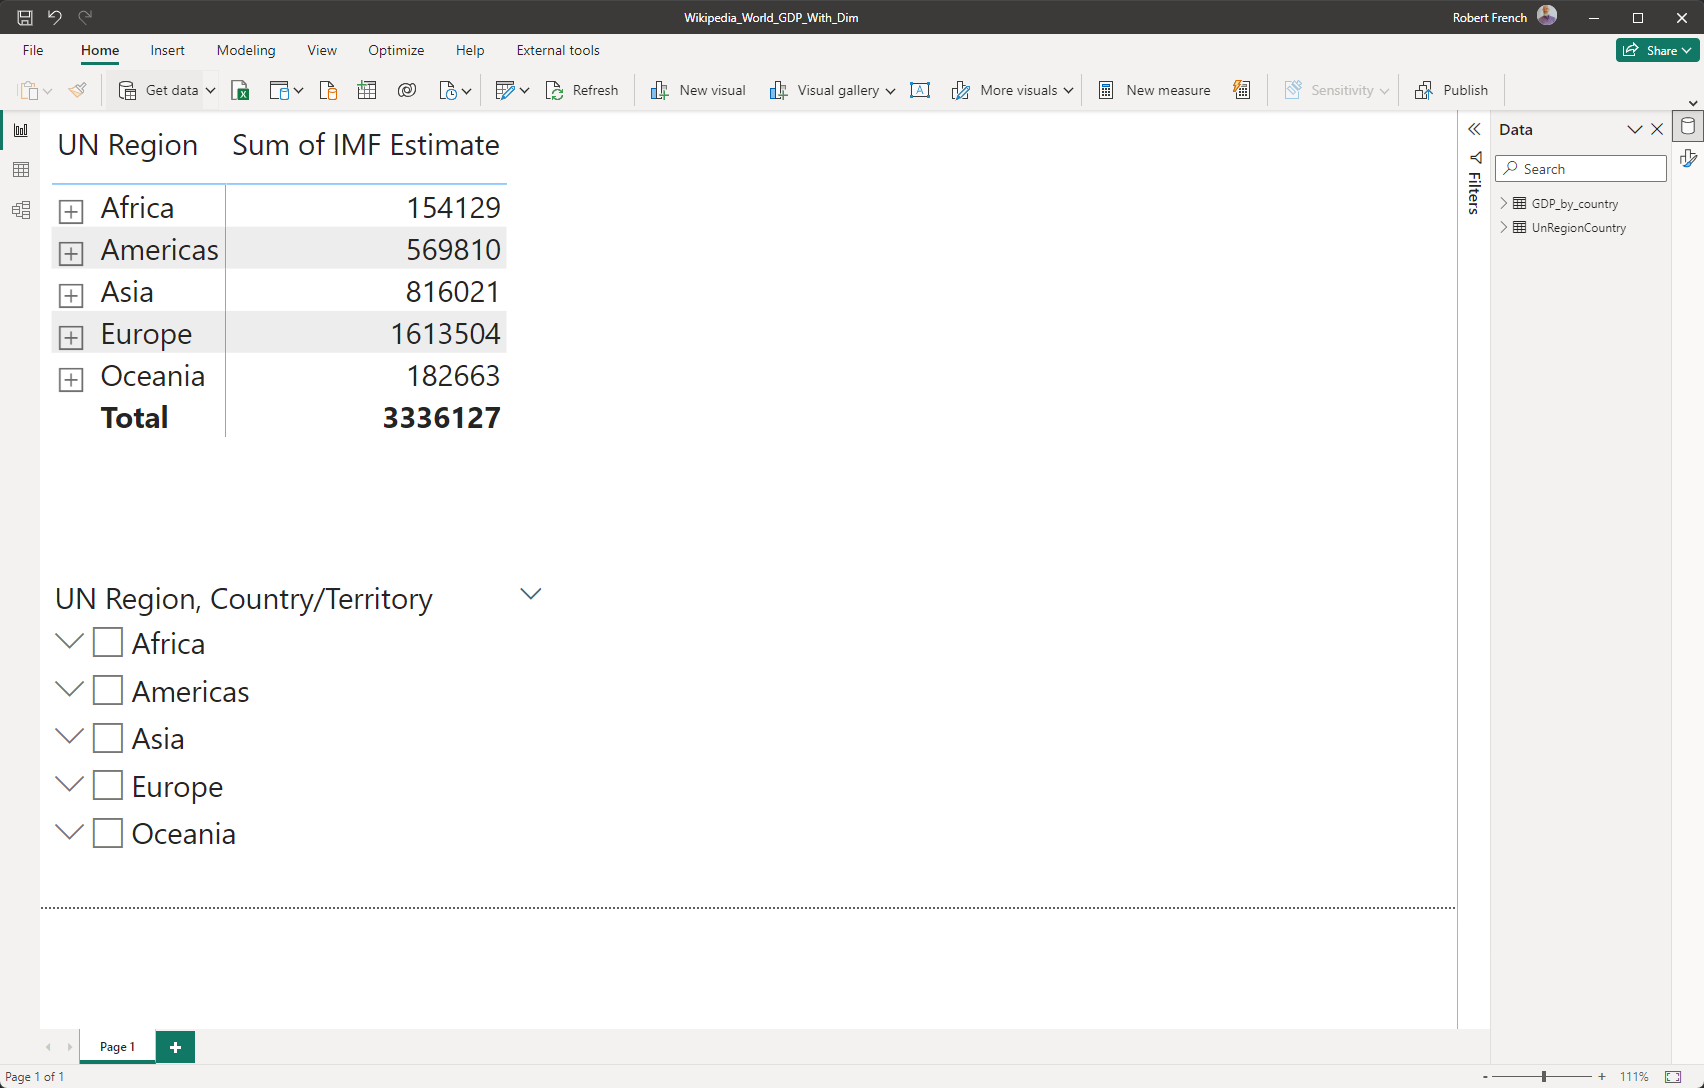 Wikipedia_World_GDP_With_Dim
Robert French
File Home Insert Modeling View Optimize Help External tools
Share
Get data Refresh New visual Visual gallery More visuals New measure Sensitivity Publish
UN Region Sum of IMF Estimate
Africa 154129
Americas 569810
Asia 816021
Europe 1613504
Oceania 182663
Total 3336127
UN Region, Country/Territory
Africa
Americas
Asia
Europe
Oceania
Filters
Data
Search
GDP_by_country
UnRegionCountry
Page 1
Page 1 of 1
- + 111%